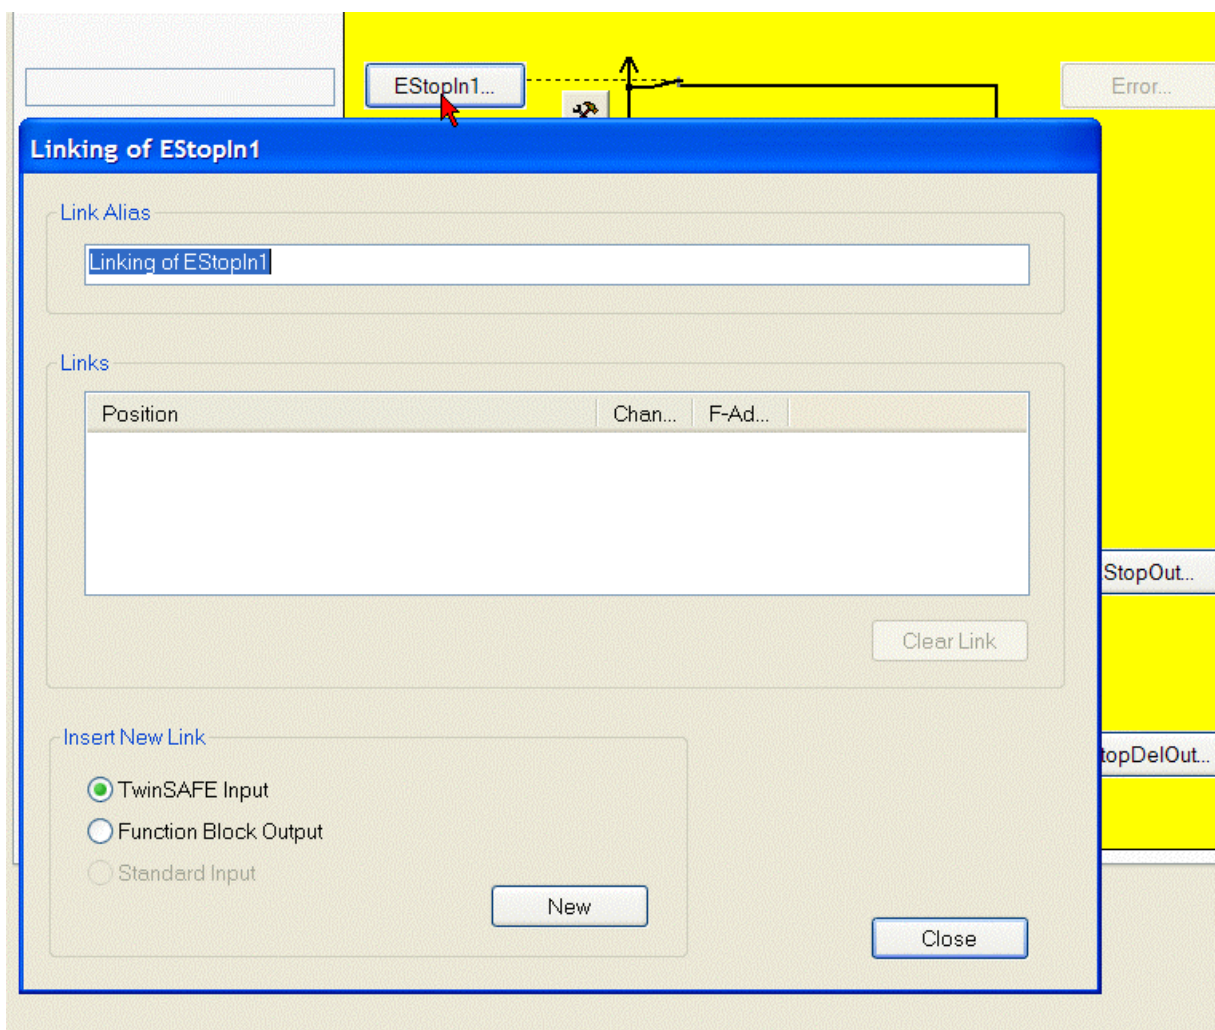 EStopIn1...
Error...
Linking of EStopIn1
Link Alias
Linking of EStopIn1
Links
Position Chan... F-Ad...
StopOut...
Clear Link
Insert New Link
topDelOut...
TwinSAFE Input
Function Block Output
Standard Input
New
Close